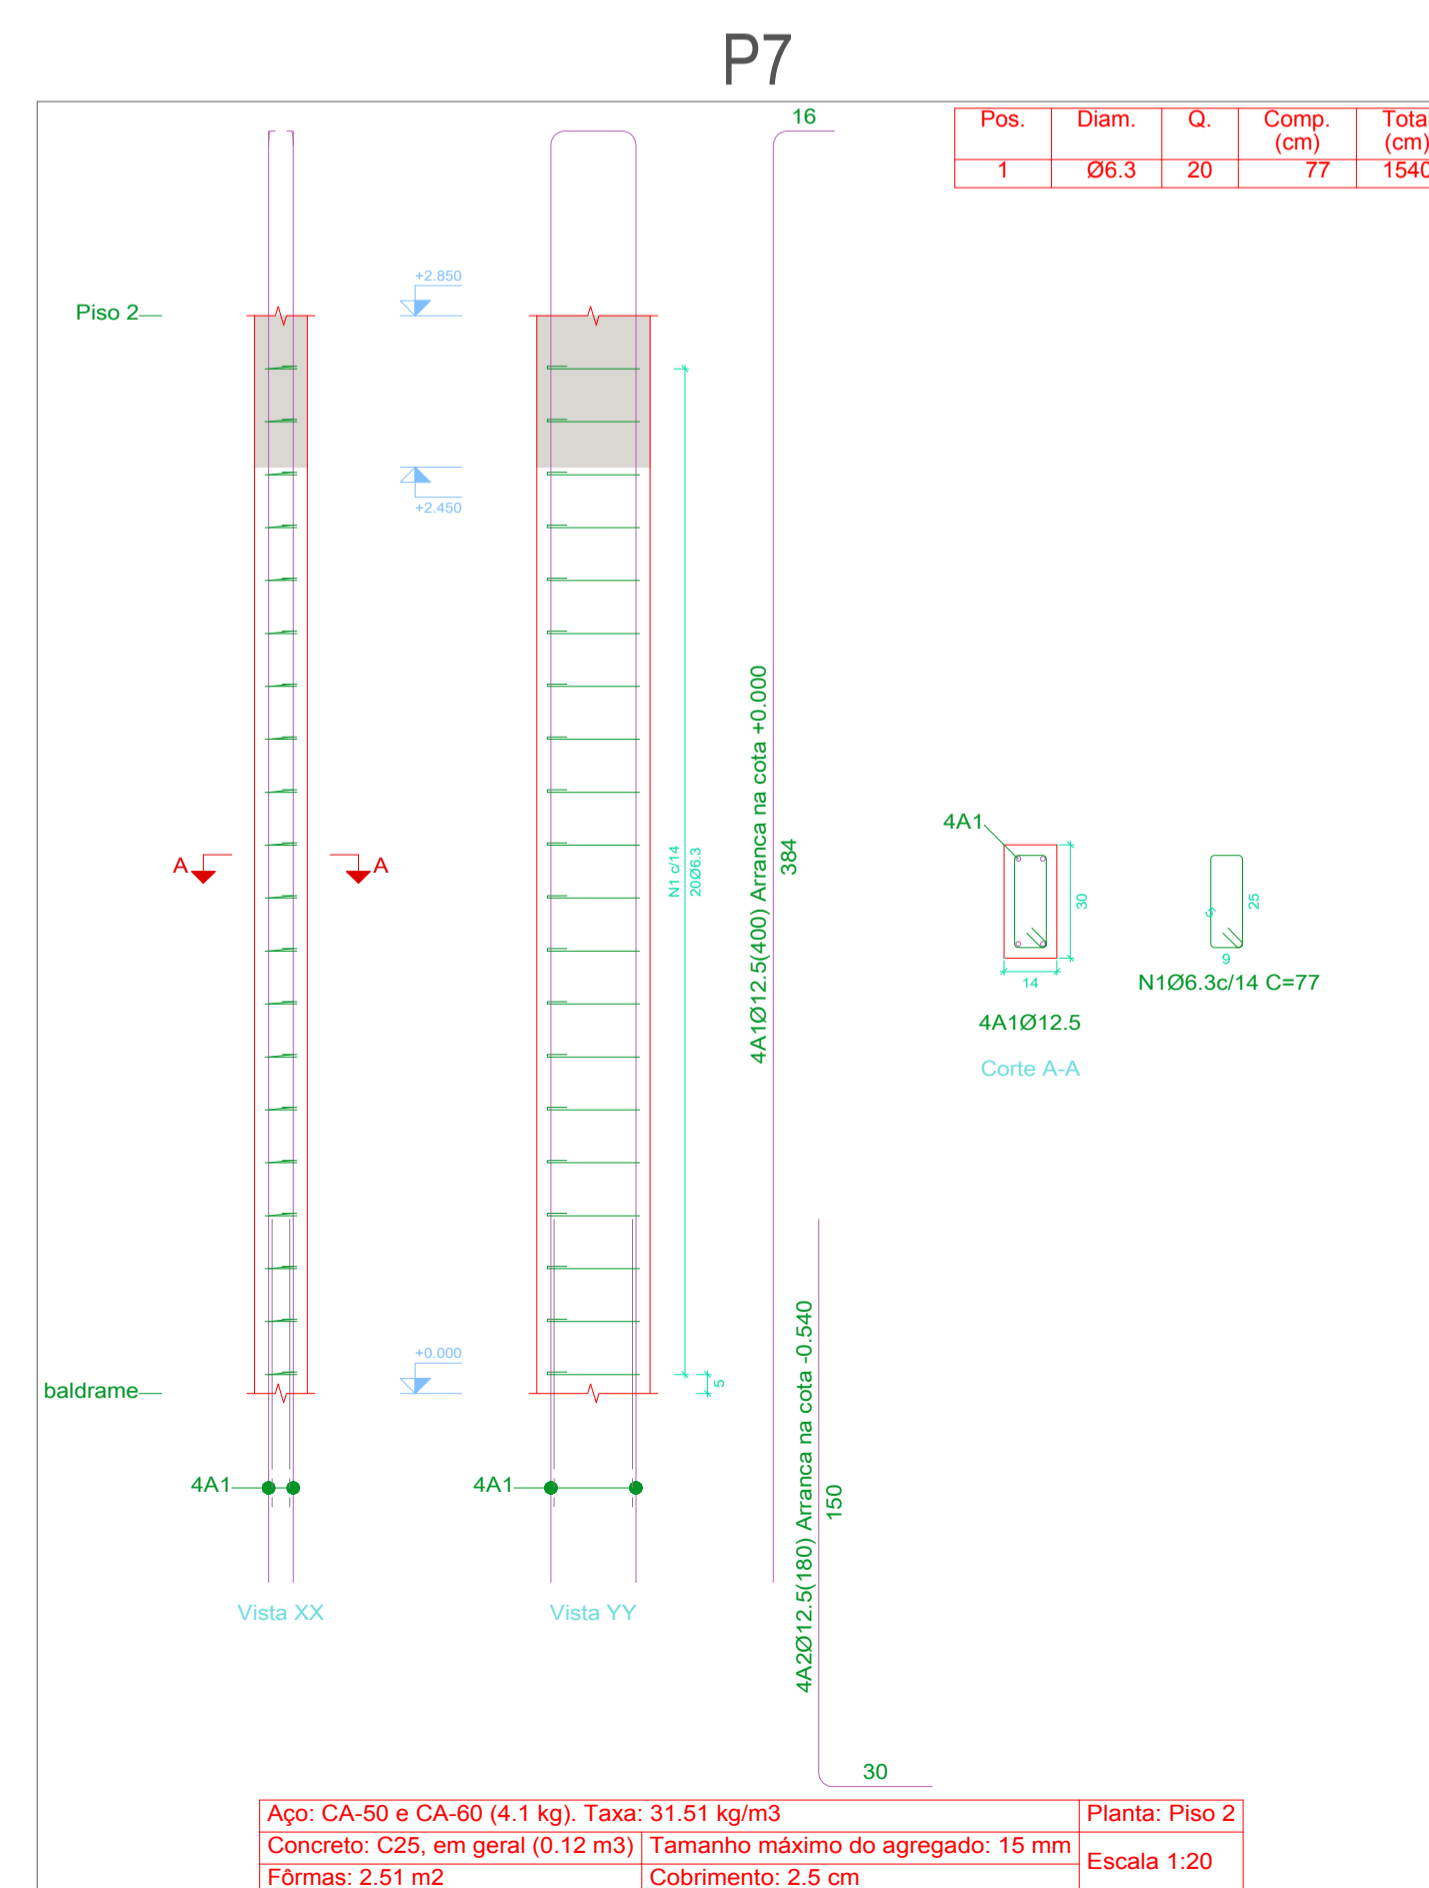 P7
16
Pos. Diam. Q. Comp. (cm) Total (cm)
1 Ø6.3 20 77 1540
+2.850
Piso 2
+2.450
4A1Ø12.5(400) Arranca na cota +0.000
384
N1 c/14
20Ø6.3
A A
4A1
30
14
4A1Ø12.5
Corte A-A
5
25
9
N1Ø6.3c/14 C=77
+0.000
baldrame
5
4A1
4A1
4A2Ø12.5(180) Arranca na cota -0.540
150
30
Vista XX
Vista YY
Aço: CA-50 e CA-60 (4.1 kg). Taxa: 31.51 kg/m3
Planta: Piso 2
Concreto: C25, em geral (0.12 m3)
Tamanho máximo do agregado: 15 mm
Escala 1:20
Fôrmas: 2.51 m2
Cobrimento: 2.5 cm